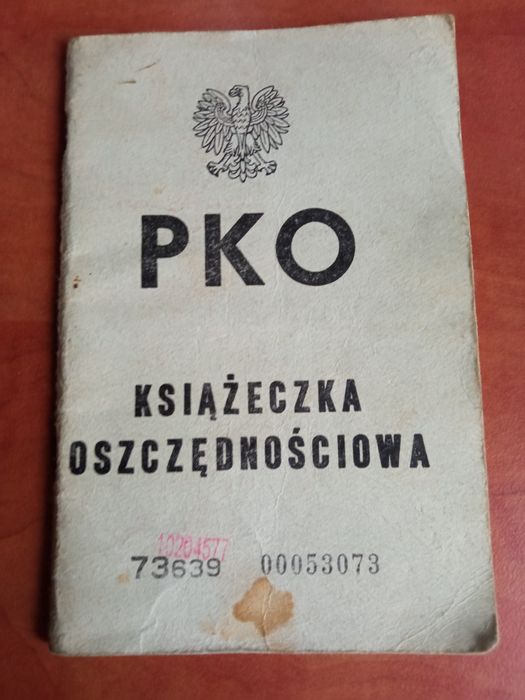 PKO
KSIĄŻECZKA
OSZCZĘDNOŚCIOWA
10204577
73639 00053073